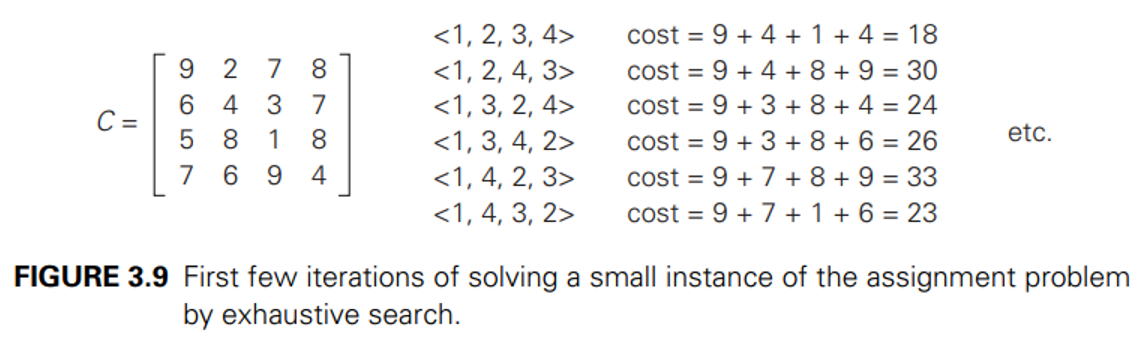 C =
9 2 7 8
6 4 3 7
5 8 1 8
7 6 9 4
<1, 2, 3, 4> cost = 9 + 4 + 1 + 4 = 18
<1, 2, 4, 3> cost = 9 + 4 + 8 + 9 = 30
<1, 3, 2, 4> cost = 9 + 3 + 8 + 4 = 24
<1, 3, 4, 2> cost = 9 + 3 + 8 + 6 = 26
<1, 4, 2, 3> cost = 9 + 7 + 8 + 9 = 33
<1, 4, 3, 2> cost = 9 + 7 + 1 + 6 = 23
etc.
FIGURE 3.9 First few iterations of solving a small instance of the assignment problem
by exhaustive search.